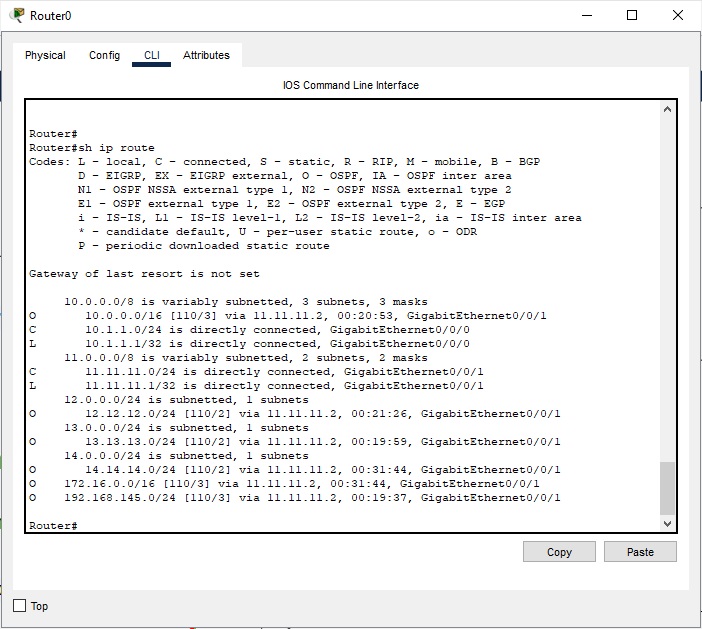 Router0
Physical Config CLI Attributes
IOS Command Line Interface
Router#
Router#sh ip route
Codes: L - local, C - connected, S - static, R - RIP, M - mobile, B - BGP
D - EIGRP, EX - EIGRP external, O - OSPF, IA - OSPF inter area
N1 - OSPF NSSA external type 1, N2 - OSPF NSSA external type 2
E1 - OSPF external type 1, E2 - OSPF external type 2, E - EGP
i - IS-IS, L1 - IS-IS level-1, L2 - IS-IS level-2, ia - IS-IS inter area
* - candidate default, U - per-user static route, o - ODR
P - periodic downloaded static route
Gateway of last resort is not set
10.0.0.0/8 is variably subnetted, 3 subnets, 3 masks
O 10.0.0.0/16 [110/3] via 11.11.11.2, 00:20:53, GigabitEthernet0/0/1
C 10.1.1.0/24 is directly connected, GigabitEthernet0/0/0
L 10.1.1.1/32 is directly connected, GigabitEthernet0/0/0
11.0.0.0/8 is variably subnetted, 2 subnets, 2 masks
C 11.11.11.0/24 is directly connected, GigabitEthernet0/0/1
L 11.11.11.1/32 is directly connected, GigabitEthernet0/0/1
12.0.0.0/24 is subnetted, 1 subnets
O 12.12.12.0/24 [110/2] via 11.11.11.2, 00:21:26, GigabitEthernet0/0/1
13.0.0.0/24 is subnetted, 1 subnets
O 13.13.13.0/24 [110/2] via 11.11.11.2, 00:19:59, GigabitEthernet0/0/1
14.0.0.0/24 is subnetted, 1 subnets
O 14.14.14.0/24 [110/2] via 11.11.11.2, 00:31:44, GigabitEthernet0/0/1
O 172.16.0.0/16 [110/3] via 11.11.11.2, 00:31:44, GigabitEthernet0/0/1
O 192.168.145.0/24 [110/3] via 11.11.11.2, 00:19:37, GigabitEthernet0/0/1
Router#
Copy Paste
Top